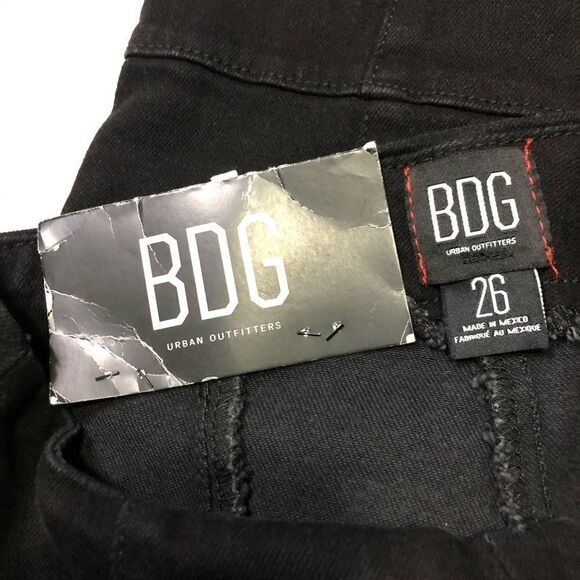 BDG
URBAN OUTFITTERS
BDG
URBAN OUTFITTERS
26
MADE IN MEXICO
FABRIQUÉ AU MEXIQUE